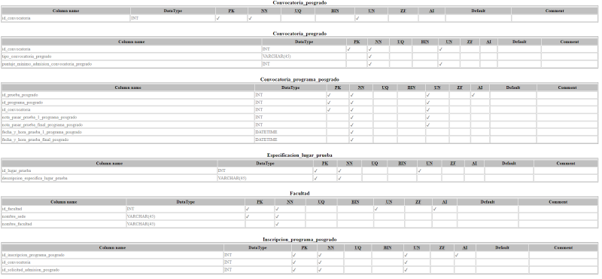 Convocatoria_posgrado
Column name DataType PK NN UQ BIN UN ZF AI Default Comment
id_convocatoria INT ✓ ✓ ✓
Convocatoria_posgrado
Column name DataType PK NN UQ BIN UN ZF AI Default Comment
id_convocatoria INT ✓ ✓ ✓
tipo_convocatoria_posgrado VARCHAR(45) ✓
puntaje_minimo_admision_convocatoria_posgrado INT ✓ ✓
Convocatoria_programa_posgrado
Column name DataType PK NN UQ BIN UN ZF AI Default Comment
id_prueba_posgrado INT ✓ ✓ ✓ ✓
id_programa_posgrado INT ✓ ✓ ✓
id_convocatoria INT ✓ ✓ ✓
nota_pasar_prueba_1_programa_posgrado INT ✓ ✓
nota_pasar_prueba_final_programa_posgrado INT ✓ ✓
fecha_y_hora_prueba_1_programa_posgrado DATETIME ✓
fecha_y_hora_prueba_final_posgrado DATETIME ✓
Especificacion_lugar_prueba
Column name DataType PK NN UQ BIN UN ZF AI Default Comment
id_lugar_prueba INT ✓ ✓ ✓
descripcion_especifica_lugar_prueba VARCHAR(45) ✓ ✓
Facultad
Column name DataType PK NN UQ BIN UN ZF AI Default Comment
id_facultad INT ✓ ✓ ✓ ✓
nombre_sede VARCHAR(45) ✓ ✓
nombre_facultad VARCHAR(45) ✓
Inscripcion_programa_posgrado
Column name DataType PK NN UQ BIN UN ZF AI Default Comment
id_inscripcion_programa_posgrado INT ✓ ✓ ✓ ✓
id_convocatoria INT ✓ ✓ ✓
id_solicitud_admision_posgrado INT ✓ ✓ ✓